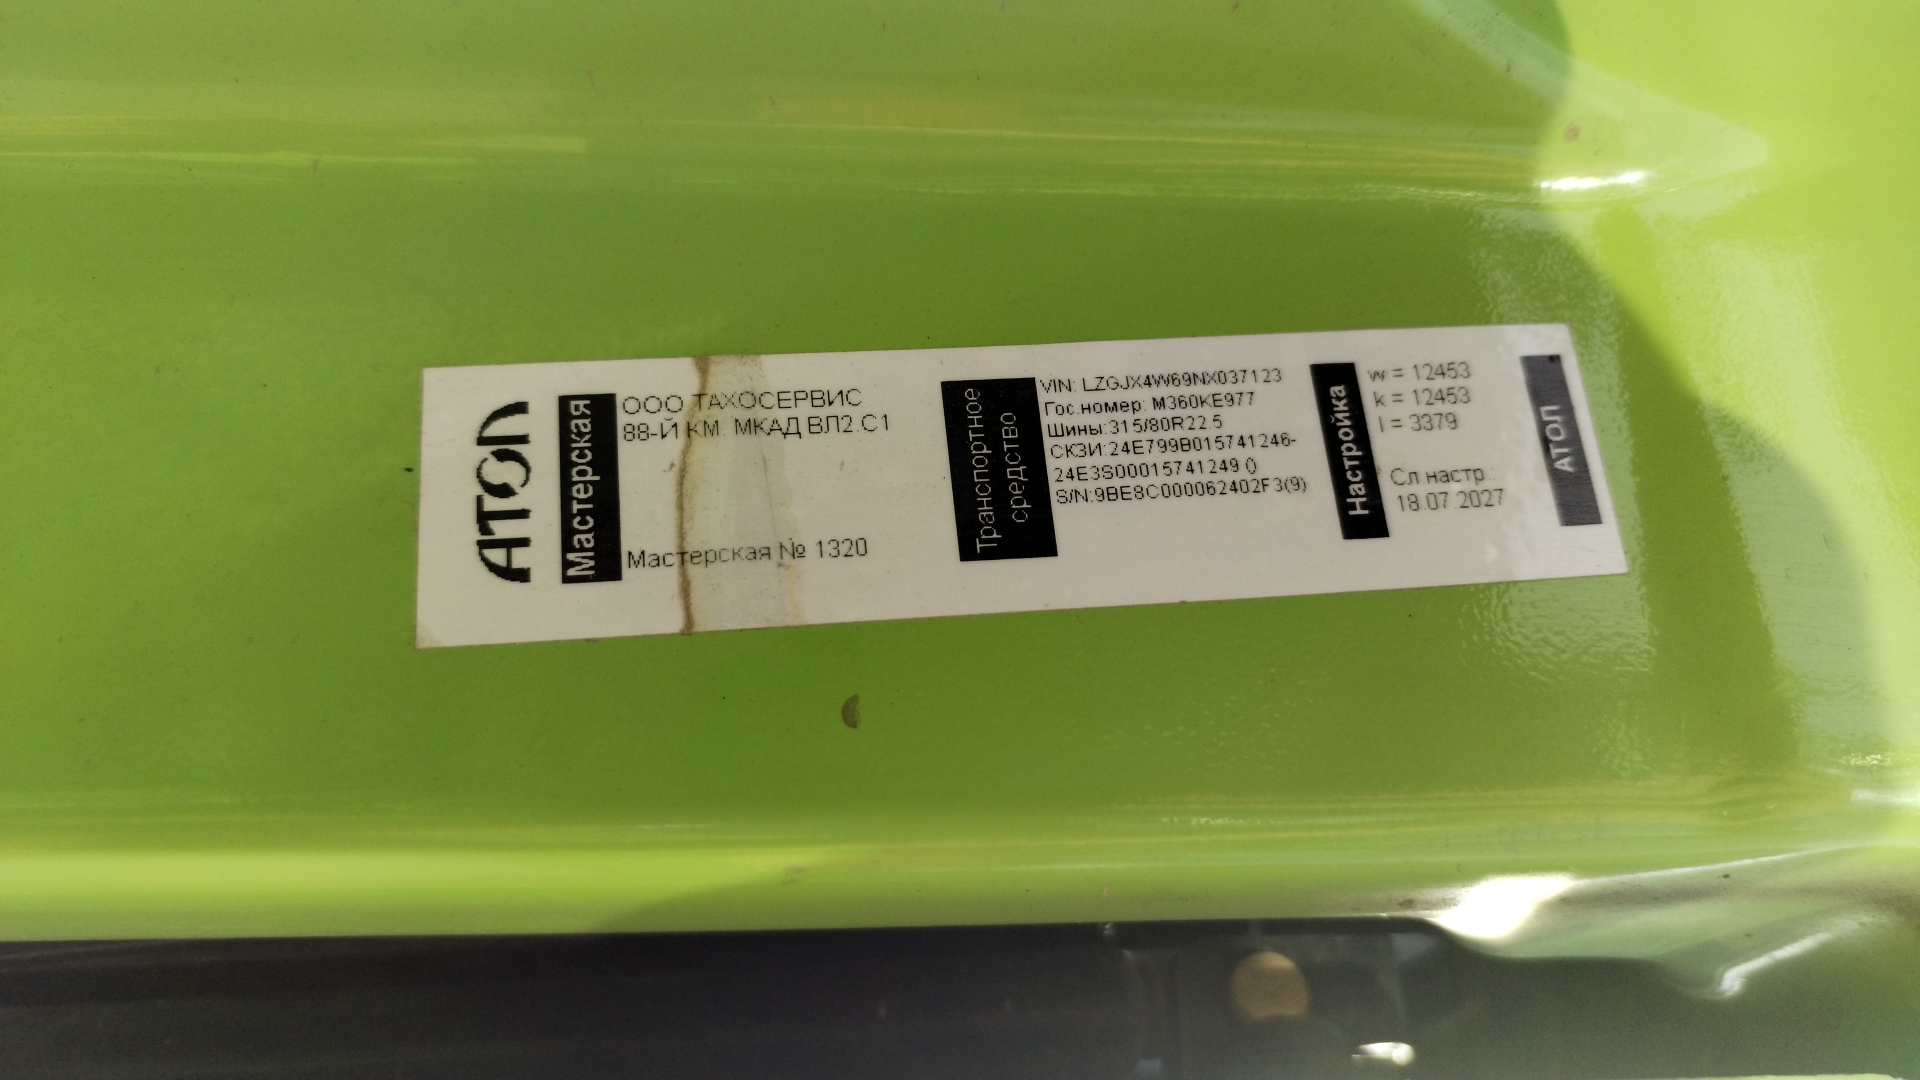 АТОЛ
Мастерская
ООО ТАХОСЕРВИС
88-Й КМ. МКАД ВЛ2.С1
Мастерская № 1320
Транспортное
средство
VIN: LZGJX4W69NX037123
Гос.номер: М360КЕ977
Шины:315/80R22.5
СКЗИ:24E799B015741246-
24E3S00015741249 ()
S/N:9BE8C000062402F3(9)
Настройка
w = 12453
k = 12453
l = 3379
Сл.настр.:
18.07.2027
АТОЛ